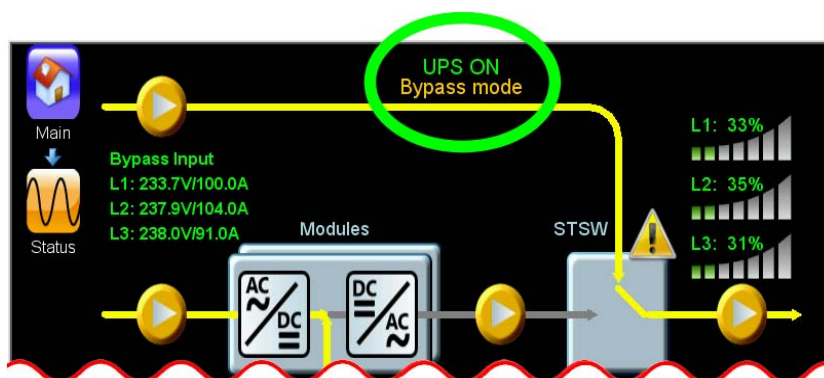 UPS ON
Bypass mode
Main
Status
Bypass Input
L1: 233.7V/100.0A
L2: 237.9V/104.0A
L3: 238.0V/91.0A
L1: 33%
L2: 35%
L3: 31%
Modules
STSW
AC
DC
DC
AC